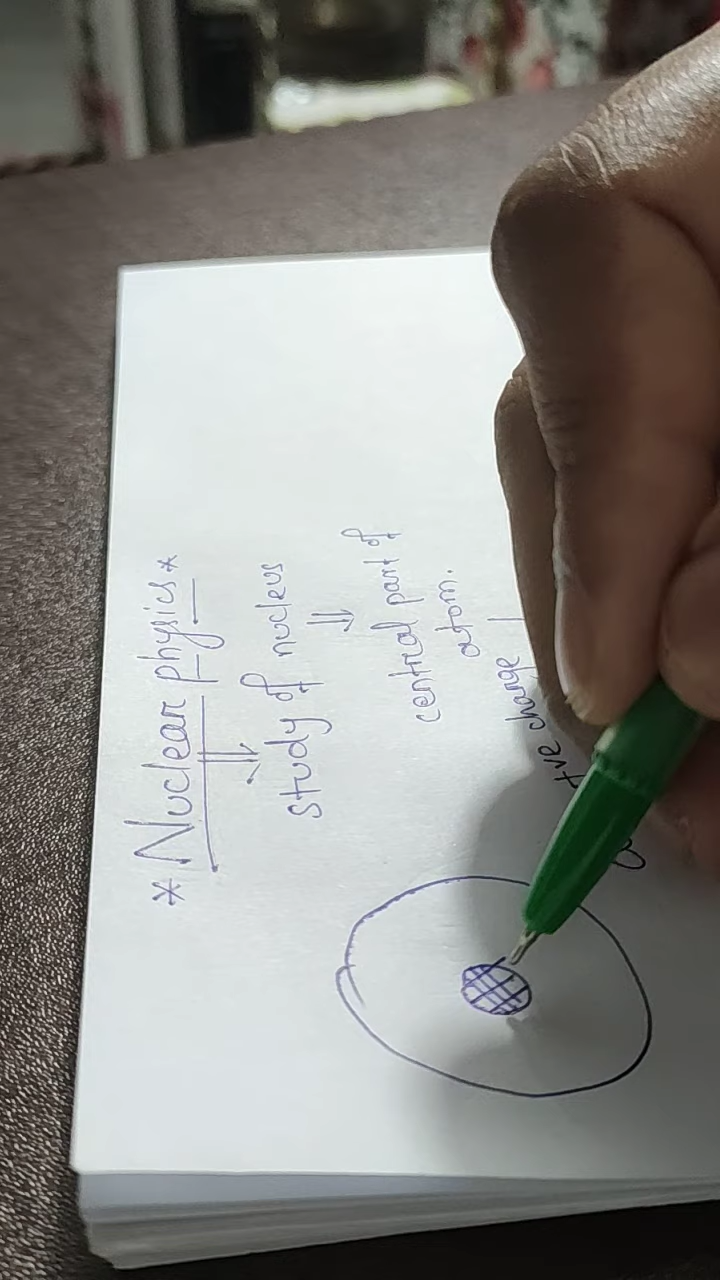 * Nuclear physics *
study of nucleus
central part of
atom.
+ve charge